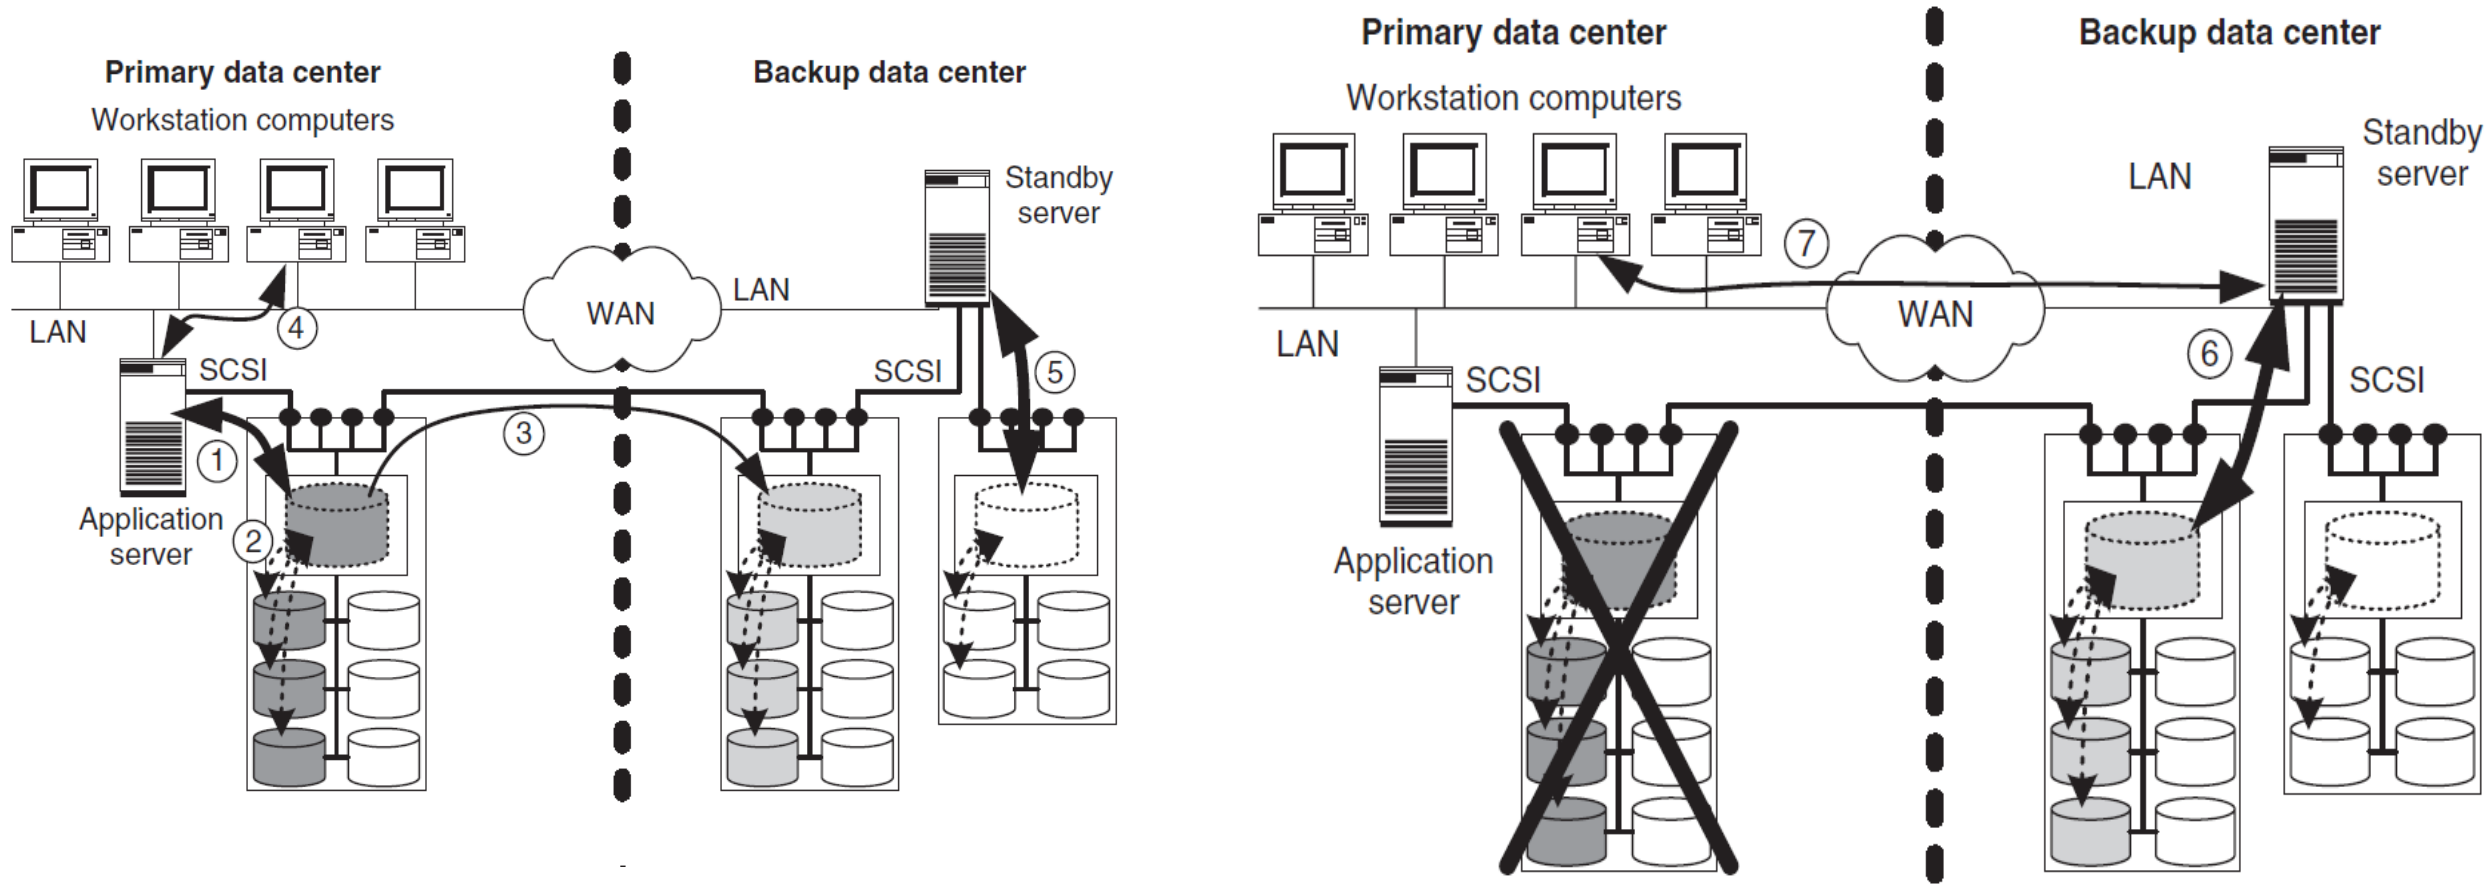 Primary data center
Backup data center
Workstation computers
Standby
server
WAN
LAN
LAN
4
SCSI
SCSI
5
3
1
Application
server
2
Primary data center
Backup data center
Workstation computers
Standby
server
LAN
7
WAN
LAN
6
SCSI
SCSI
Application
server